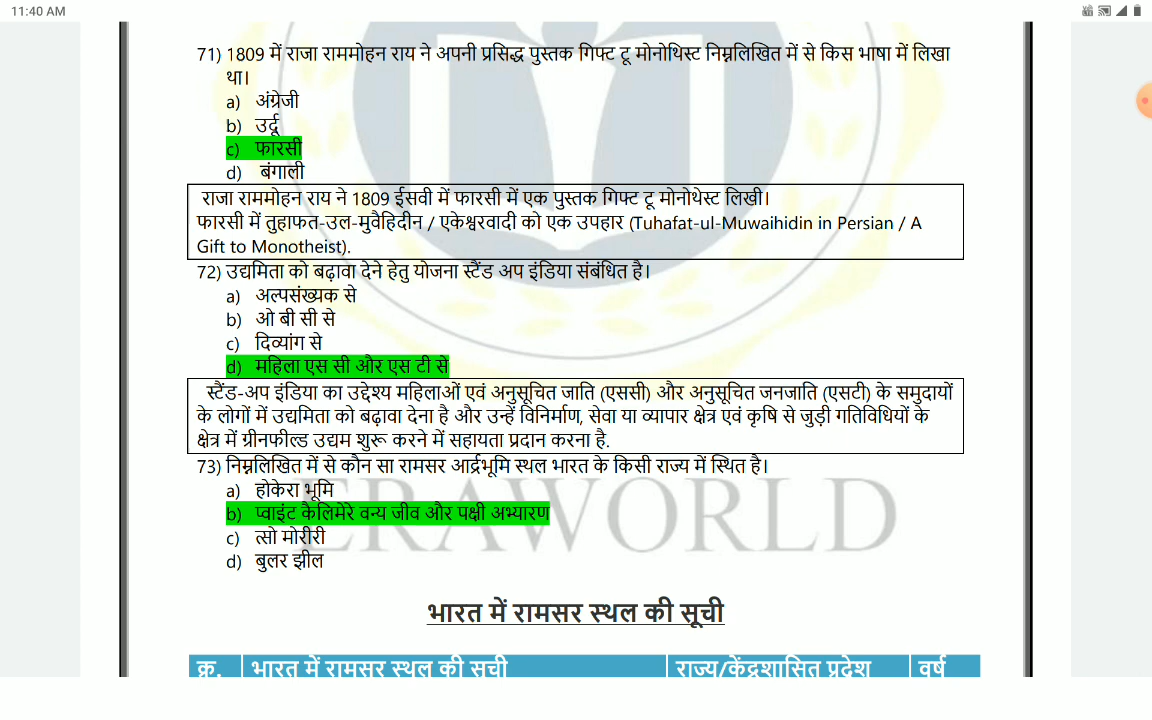 11:40 AM
71) 1809 में राजा राममोहन राय ने अपनी प्रसिद्ध पुस्तक गिफ्ट टू मोनोथिस्ट निम्नलिखित में से किस भाषा में लिखा
था।
a) अंग्रेजी
b) उर्दू
c) फारसी
d) बंगाली
राजा राममोहन राय ने 1809 ईसवी में फारसी में एक पुस्तक गिफ्ट टू मोनोथेस्ट लिखी।
फारसी में तुहाफत-उल-मुवैहिदीन / एकेश्वरवादी को एक उपहार (Tuhafat-ul-Muwaihidin in Persian / A
Gift to Monotheist).
72) उद्यमिता को बढ़ावा देने हेतु योजना स्टैंड अप इंडिया संबंधित है।
a) अल्पसंख्यक से
b) ओ बी सी से
c) दिव्यांग से
d) महिला एस सी और एस टी से
स्टैंड-अप इंडिया का उद्देश्य महिलाओं एवं अनुसूचित जाति (एससी) और अनुसूचित जनजाति (एसटी) के समुदायों
के लोगों में उद्यमिता को बढ़ावा देना है और उन्हें विनिर्माण, सेवा या व्यापार क्षेत्र एवं कृषि से जुड़ी गतिविधियों के
क्षेत्र में ग्रीनफील्ड उद्यम शुरू करने में सहायता प्रदान करना है.
73) निम्नलिखित में से कौन सा रामसर आर्द्रभूमि स्थल भारत के किसी राज्य में स्थित है।
a) होकेरा भूमि
b) प्वाइंट कैलिमेरे वन्य जीव और पक्षी अभ्यारण
c) त्सो मोरीरी
d) बुलर झील
ERAWORLD
भारत में रामसर स्थल की सूची
क्र. भारत में रामसर स्थल की सूची राज्य/केंद्रशासित प्रदेश वर्ष